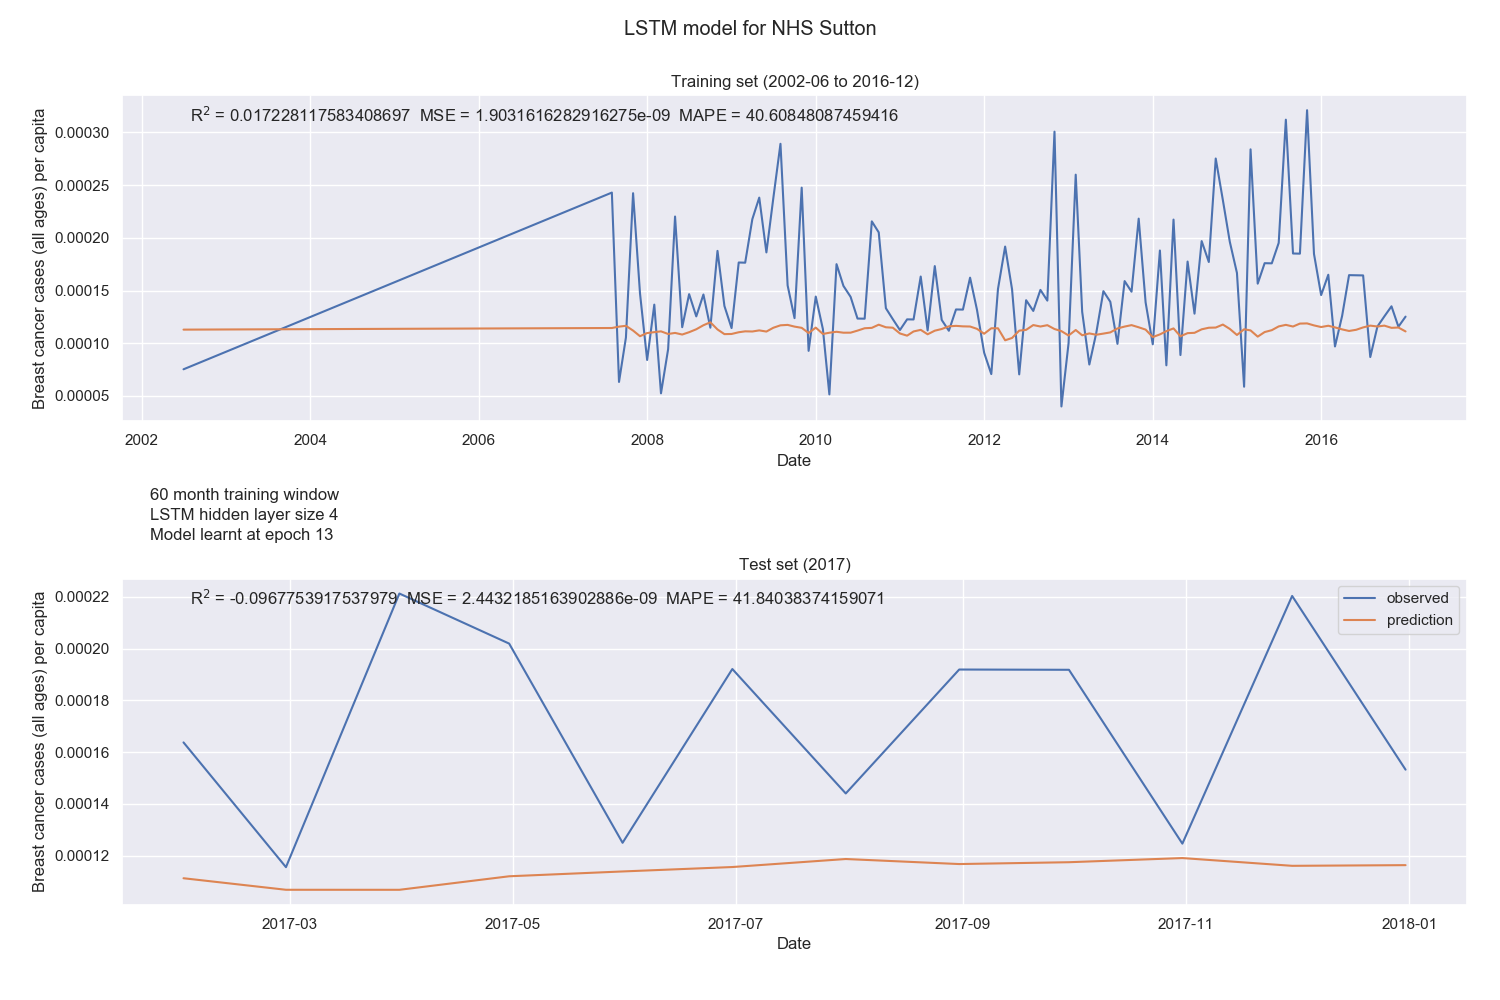 LSTM model for NHS Sutton
Training set (2002-06 to 2016-12)
R² = 0.017228117583408697 MSE = 1.9031616282916275e-09 MAPE = 40.60848087459416
Breast cancer cases (all ages) per capita
0.00030
0.00025
0.00020
0.00015
0.00010
0.00005
2002 2004 2006 2008 2010 2012 2014 2016
Date
60 month training window
LSTM hidden layer size 4
Model learnt at epoch 13
Test set (2017)
R² = -0.0967753917537979 MSE = 2.4432185163902886e-09 MAPE = 41.84038374159071
observed
prediction
Breast cancer cases (all ages) per capita
0.00022
0.00020
0.00018
0.00016
0.00014
0.00012
2017-03 2017-05 2017-07 2017-09 2017-11 2018-01
Date